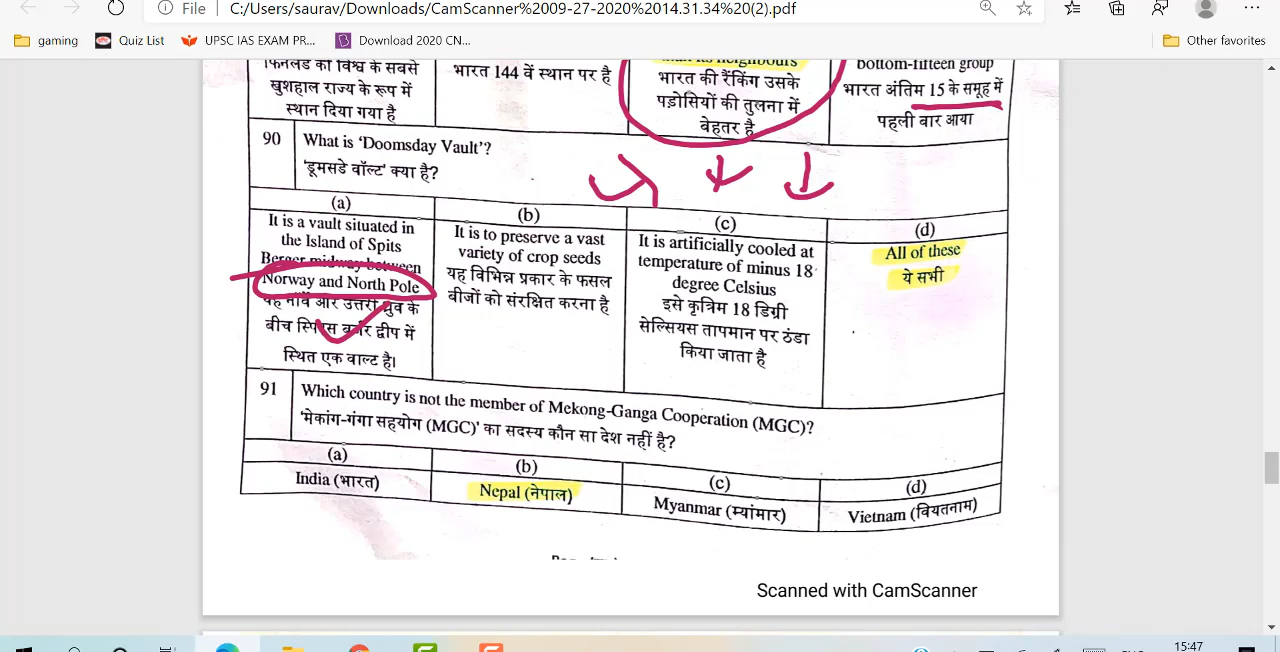 File C:/Users/saurav/Downloads/CamScanner%2009-27-2020%2014.31.34%20(2).pdf
gaming Quiz List UPSC IAS EXAM PR... Download 2020 CN... Other favorites
फिनलैंड को विश्व के सबसे
खुशहाल राज्य के रूप में
स्थान दिया गया है
भारत 144 वें स्थान पर है
neighbours
भारत की रैंकिंग उसके
पड़ोसियों की तुलना में
बेहतर है
bottom-fifteen group
भारत अंतिम 15 के समूह में
पहली बार आया
90 What is ‘Doomsday Vault’?
‘डूमसडे वॉल्ट’ क्या है?
(a)
It is a vault situated in
the Island of Spits
Berger midway between
Norway and North Pole
यह नार्वे और उत्तरी ध्रुव के
बीच द्वीप में
स्थित एक वाल्ट है।
(b)
It is to preserve a vast
variety of crop seeds
यह विभिन्न प्रकार के फसल
बीजों को संरक्षित करना है
(c)
It is artificially cooled at
temperature of minus 18
degree Celsius
इसे कृत्रिम 18 डिग्री
सेल्सियस तापमान पर ठंडा
किया जाता है
(d)
All of these
ये सभी
91 Which country is not the member of Mekong-Ganga Cooperation (MGC)?
‘मेकांग-गंगा सहयोग (MGC)’ का सदस्य कौन सा देश नहीं है?
(a)
India (भारत)
(b)
Nepal (नेपाल)
(c)
Myanmar (म्यांमार)
(d)
Vietnam (वियतनाम)
Scanned with CamScanner
15:47